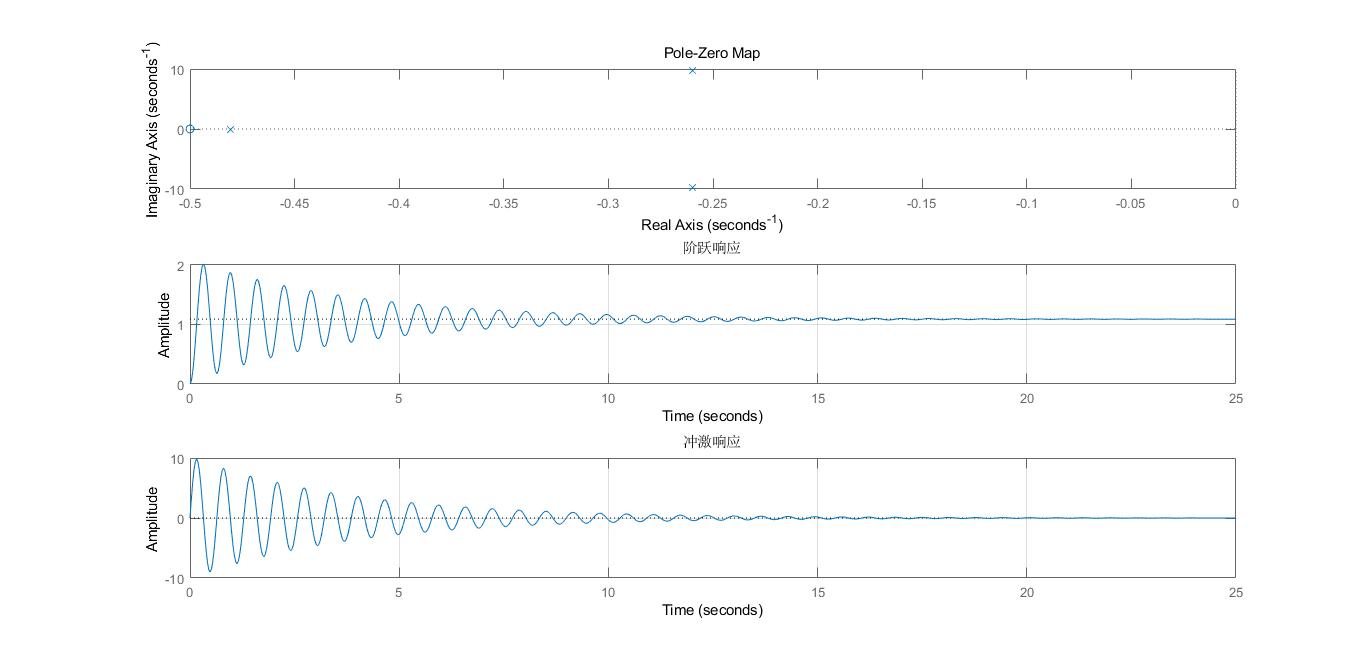 Pole-Zero Map
Imaginary Axis (seconds⁻¹)
10
0
-10
-0.5 -0.45 -0.4 -0.35 -0.3 -0.25 -0.2 -0.15 -0.1 -0.05 0
Real Axis (seconds⁻¹)
阶跃响应
Amplitude
2
1
0
0 5 10 15 20 25
Time (seconds)
冲激响应
Amplitude
10
0
-10
0 5 10 15 20 25
Time (seconds)